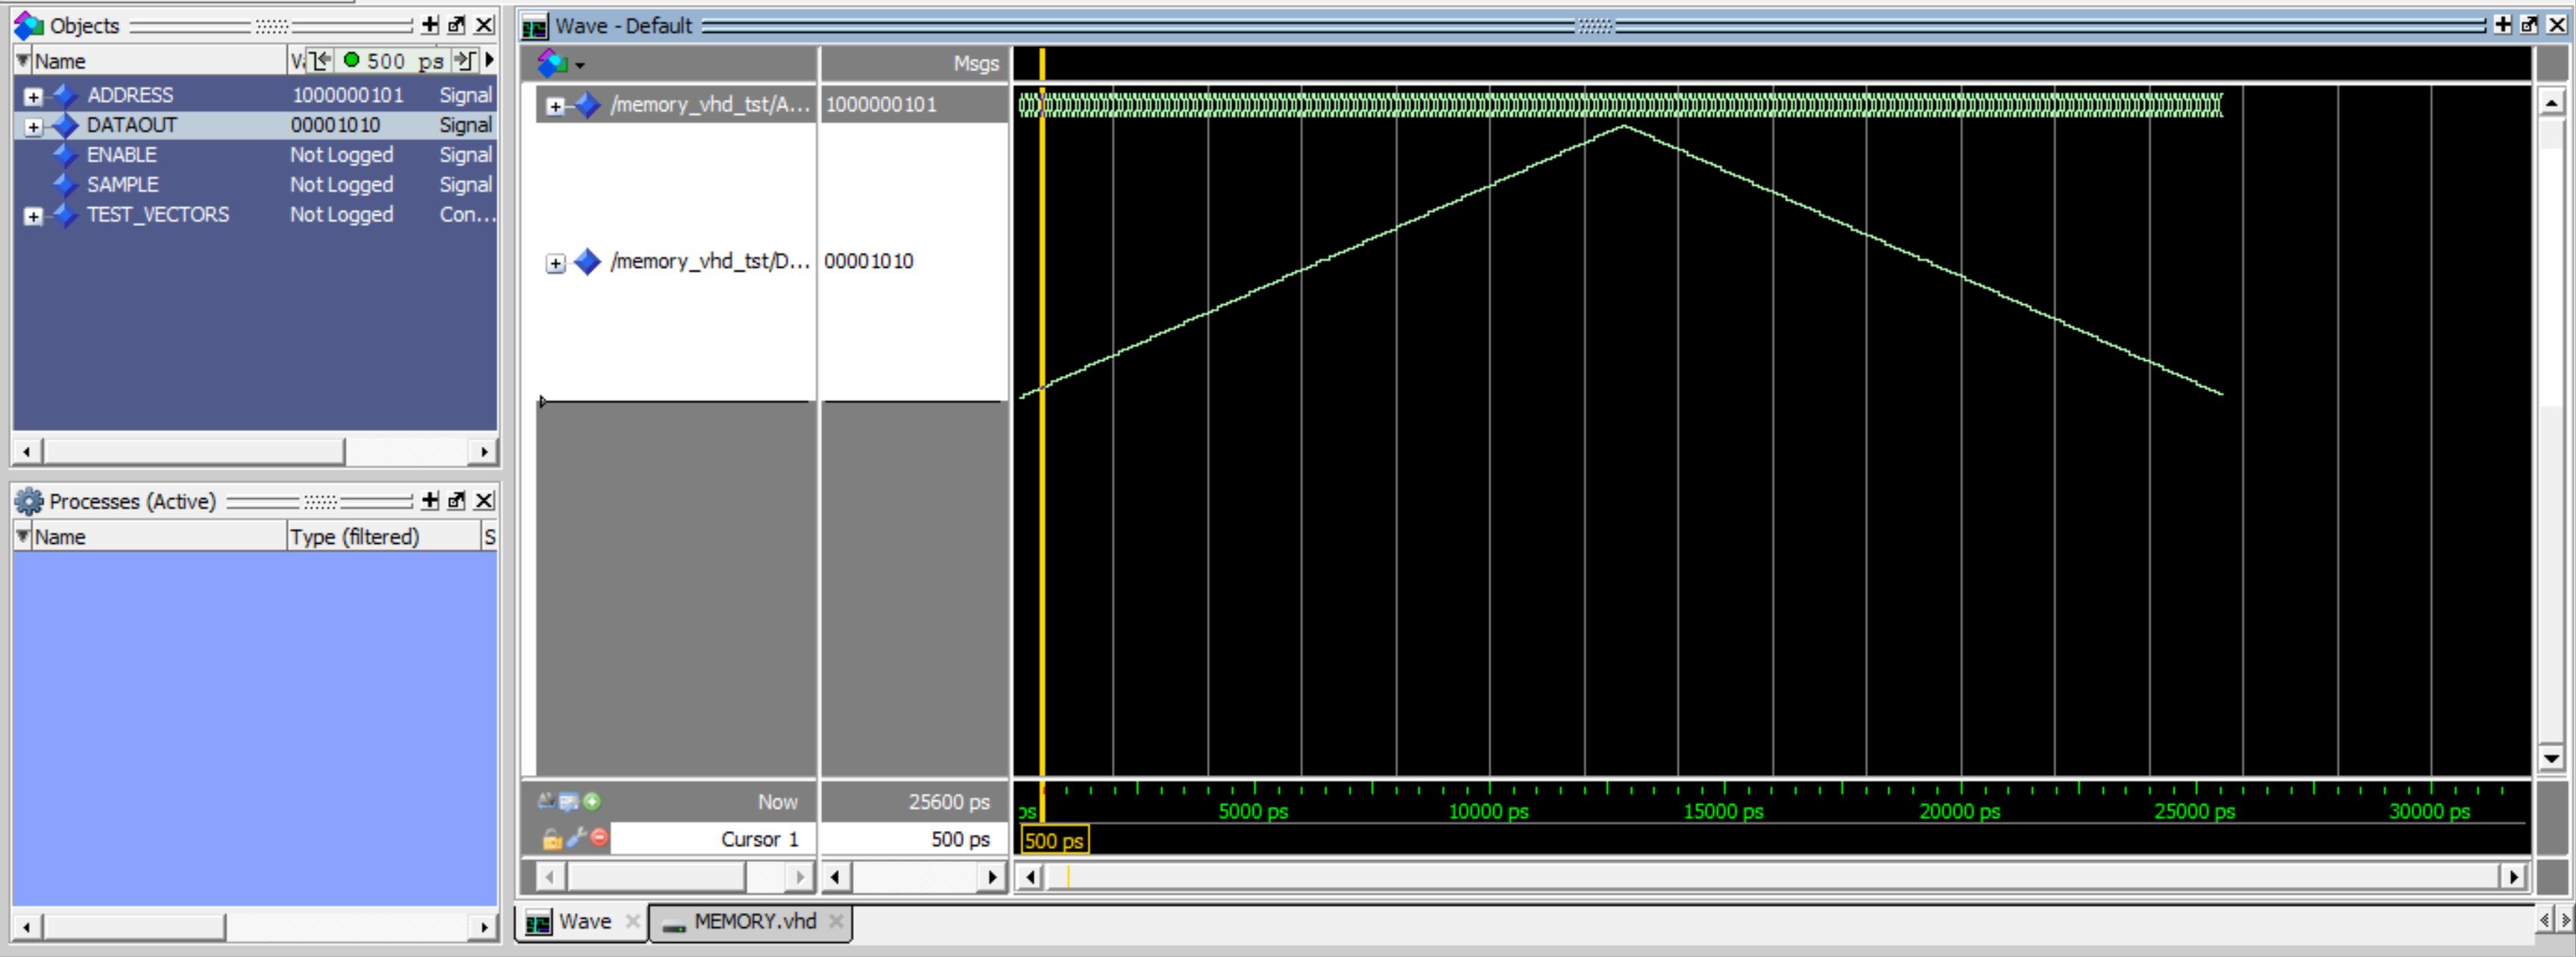 Objects
Name
500 ps
ADDRESS 1000000101 Signal
DATAOUT 00001010 Signal
ENABLE Not Logged Signal
SAMPLE Not Logged Signal
TEST_VECTORS Not Logged Con...
Processes (Active)
Name Type (filtered) S
Wave - Default
Msgs
/memory_vhd_tst/A... 1000000101
/memory_vhd_tst/D... 00001010
Now 25600 ps
Cursor 1 500 ps
5000 ps 10000 ps 15000 ps 20000 ps 25000 ps 30000 ps
500 ps
Wave MEMORY.vhd